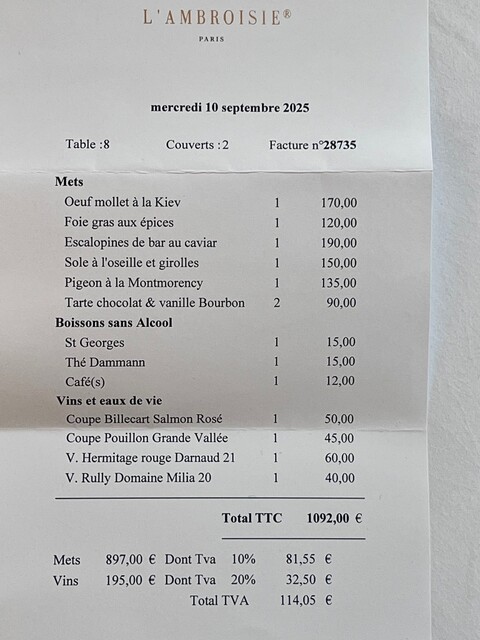 L'AMBROISIE®
PARIS
mercredi 10 septembre 2025
Table :8 Couverts :2 Facture n°28735
Mets
Oeuf mollet à la Kiev 1 170,00
Foie gras aux épices 1 120,00
Escalopines de bar au caviar 1 190,00
Sole à l'oseille et girolles 1 150,00
Pigeon à la Montmorency 1 135,00
Tarte chocolat & vanille Bourbon 2 90,00
Boissons sans Alcool
St Georges 1 15,00
Thé Dammann 1 15,00
Café(s) 1 12,00
Vins et eaux de vie
Coupe Billecart Salmon Rosé 1 50,00
Coupe Pouillon Grande Vallée 1 45,00
V. Hermitage rouge Darnaud 21 1 60,00
V. Rully Domaine Milia 20 1 40,00
Total TTC 1092,00 €
Mets 897,00 € Dont Tva 10% 81,55 €
Vins 195,00 € Dont Tva 20% 32,50 €
Total TVA 114,05 €